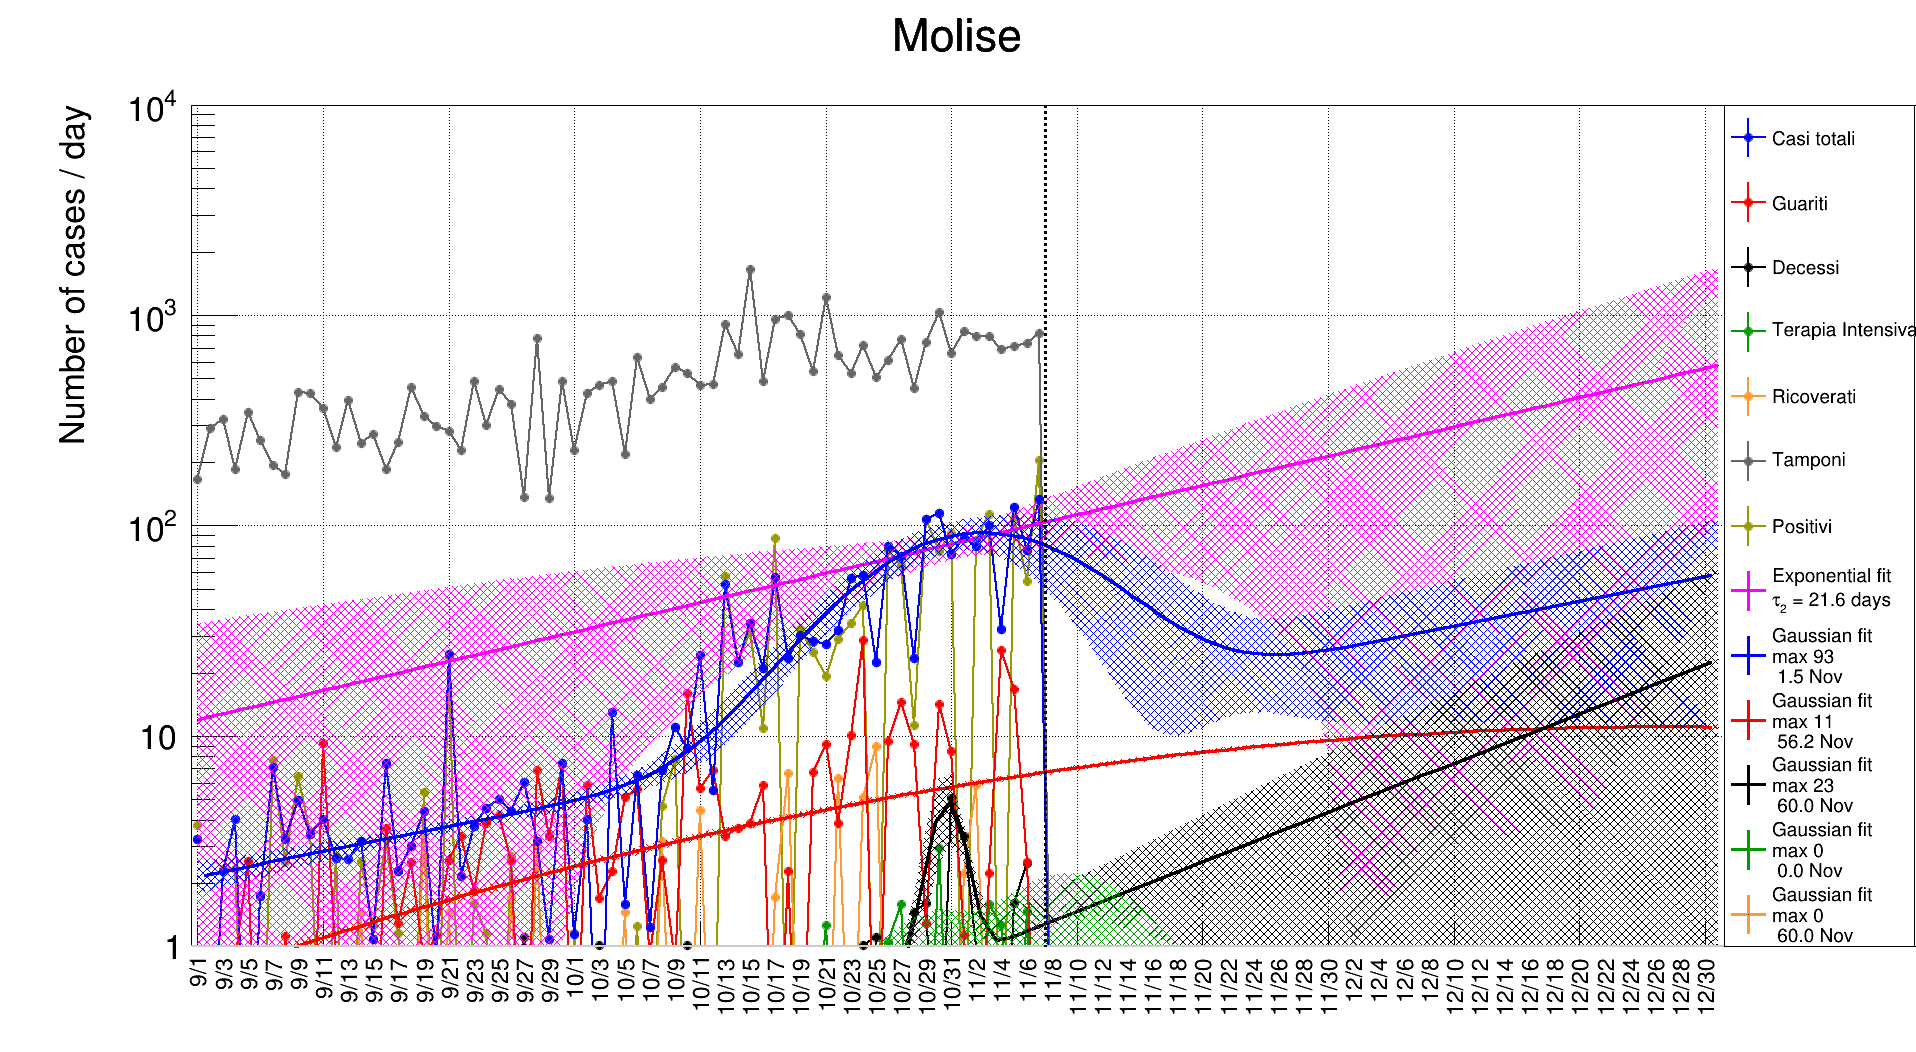 Molise
Number of cases / day
10^4
10^3
10^2
10
1
9/1
9/3
9/5
9/7
9/9
9/11
9/13
9/15
9/17
9/19
9/21
9/23
9/25
9/27
9/29
10/1
10/3
10/5
10/7
10/9
10/11
10/13
10/15
10/17
10/19
10/21
10/23
10/25
10/27
10/29
10/31
11/2
11/4
11/6
11/8
11/10
11/12
11/14
11/16
11/18
11/20
11/22
11/24
11/26
11/28
11/30
12/2
12/4
12/6
12/8
12/10
12/12
12/14
12/16
12/18
12/20
12/22
12/24
12/26
12/28
12/30
Casi totali
Guariti
Decessi
Terapia Intensiva
Ricoverati
Tamponi
Positivi
Exponential fit
τ₂ = 21.6 days
Gaussian fit
max 93
1.5 Nov
Gaussian fit
max 11
56.2 Nov
Gaussian fit
max 23
60.0 Nov
Gaussian fit
max 0
0.0 Nov
Gaussian fit
max 0
60.0 Nov